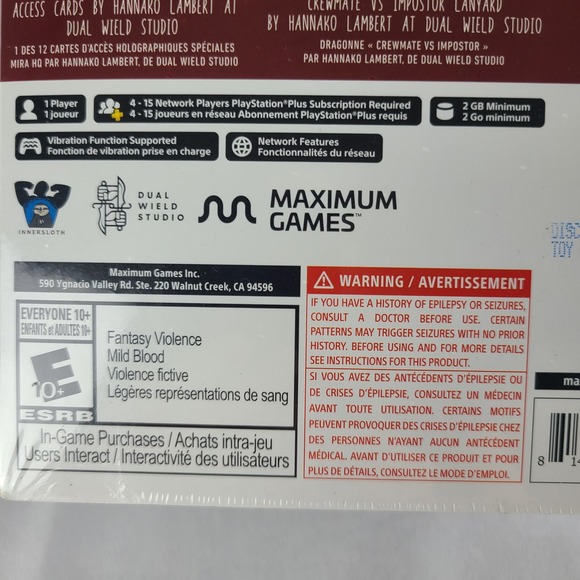 ACCESS CARDS BY HANNAKO LAMBERT AT
DUAL WIELD STUDIO
1 DES 12 CARTES D'ACCÈS HOLOGRAPHIQUES SPÉCIALES
MIRA HQ PAR HANNAKO LAMBERT, DE DUAL WIELD STUDIO
CREWMATE VS IMPOSTOR LANYARD
BY HANNAKO LAMBERT AT DUAL WIELD STUDIO
DRAGONNE « CREWMATE VS IMPOSTOR »
PAR HANNAKO LAMBERT, DE DUAL WIELD STUDIO
1 Player
1 joueur
4 - 15 Network Players PlayStation®Plus Subscription Required
4 - 15 joueurs en réseau Abonnement PlayStation®Plus requis
2 GB Minimum
2 Go minimum
Vibration Function Supported
Fonction de vibration prise en charge
Network Features
Fonctionnalités du réseau
INNERSLOTH
DUAL
WIELD
STUDIO
MAXIMUM
GAMES™
DISC
TOY
Maximum Games Inc.
590 Ygnacio Valley Rd. Ste. 220 Walnut Creek, CA 94596
EVERYONE 10+
ENFANTS et ADULTES 10+
E
10+
ESRB
Fantasy Violence
Mild Blood
Violence fictive
Légères représentations de sang
In-Game Purchases / Achats intra-jeu
Users Interact / Interactivité des utilisateurs
WARNING / AVERTISSEMENT
IF YOU HAVE A HISTORY OF EPILEPSY OR SEIZURES,
CONSULT A DOCTOR BEFORE USE. CERTAIN
PATTERNS MAY TRIGGER SEIZURES WITH NO PRIOR
HISTORY. BEFORE USING AND FOR MORE DETAILS
SEE INSTRUCTIONS FOR THIS PRODUCT.
SI VOUS AVEZ DES ANTÉCÉDENTS D'ÉPILEPSIE OU
DE CRISES D'ÉPILEPSIE, CONSULTEZ UN MÉDECIN
AVANT TOUTE UTILISATION. CERTAINS MOTIFS
PEUVENT PROVOQUER DES CRISES D'ÉPILEPSIE CHEZ
DES PERSONNES N'AYANT AUCUN ANTÉCÉDENT
MÉDICAL. AVANT D'UTILISER CE PRODUIT ET POUR
PLUS DE DÉTAILS, CONSULTEZ LE MODE D'EMPLOI.
ma
8 14